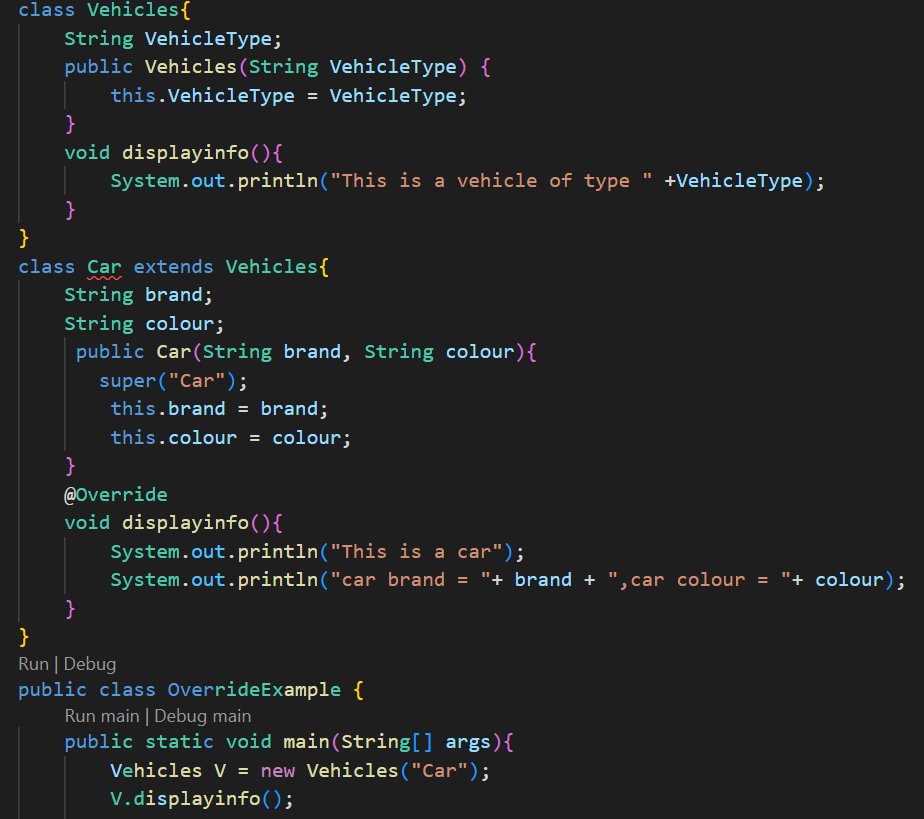 class Vehicles{
String VehicleType;
public Vehicles(String VehicleType) {
this.VehicleType = VehicleType;
}
void displayinfo(){
System.out.println("This is a vehicle of type " +VehicleType);
}
}
class Car extends Vehicles{
String brand;
String colour;
public Car(String brand, String colour){
super("Car");
this.brand = brand;
this.colour = colour;
}
@Override
void displayinfo(){
System.out.println("This is a car");
System.out.println("car brand = "+ brand + ",car colour = "+ colour);
}
}
Run | Debug
public class OverrideExample {
Run main | Debug main
public static void main(String[] args){
Vehicles V = new Vehicles("Car");
V.displayinfo();